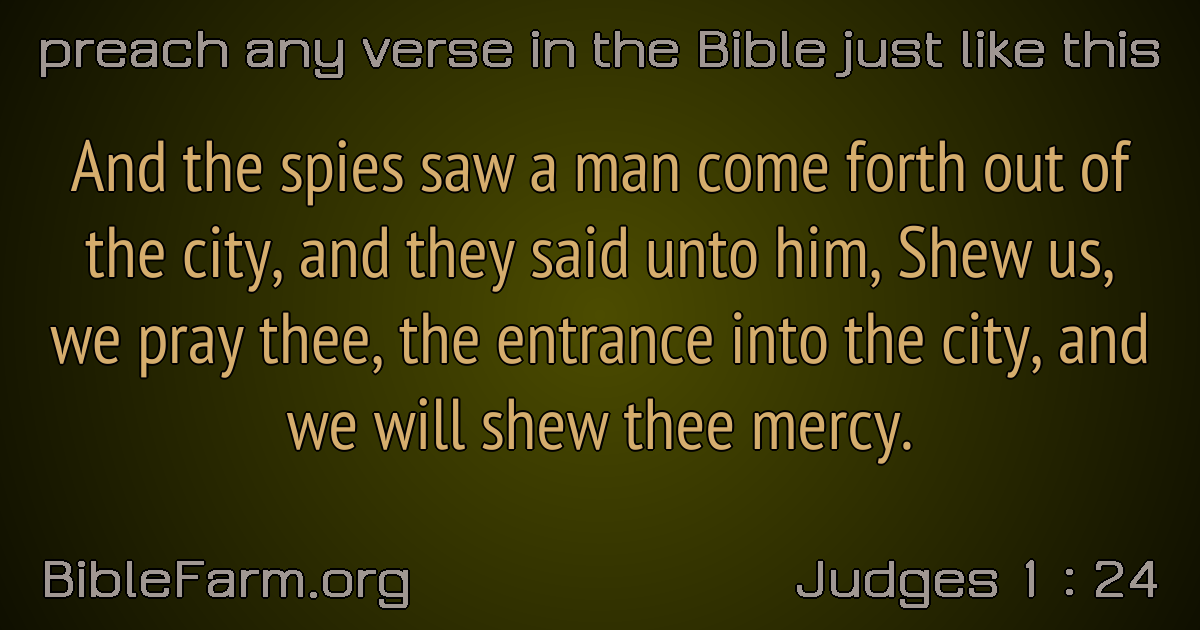 preach any verse in the Bible just like this
And the spies saw a man come forth out of
the city, and they said unto him, Shew us,
we pray thee, the entrance into the city, and
we will shew thee mercy.
BibleFarm.org
Judges 1 : 24